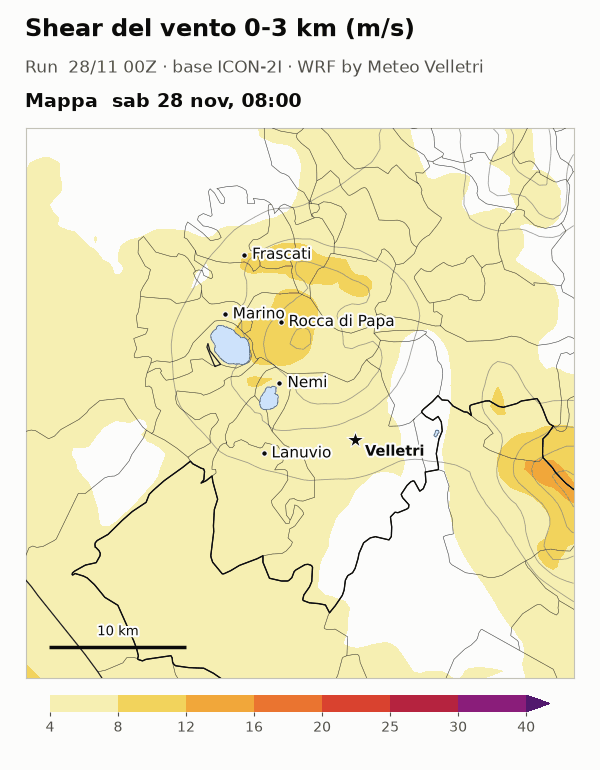 Shear del vento 0-3 km (m/s)
Run 28/11 00Z · base ICON-2I · WRF by Meteo Velletri
Mappa sab 28 nov, 08:00
Frascati
Marino
Rocca di Papa
Nemi
Velletri
Lanuvio
10 km
4 8 12 16 20 25 30 40